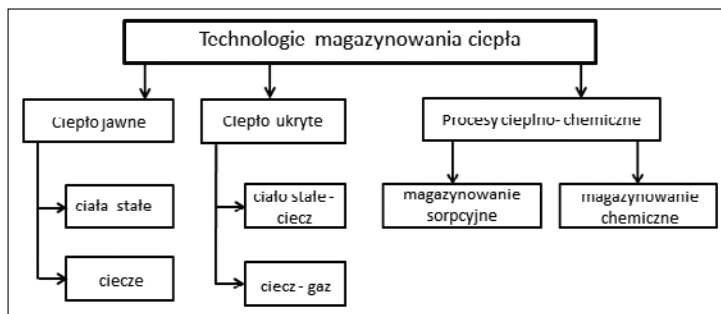 Technologie magazynowania ciepła
Ciepło jawne
Ciepło ukryte
Procesy cieplno- chemiczne
ciała stałe
ciało stałe -
ciecz
magazynowanie
sorpcyjne
magazynowanie
chemiczne
ciecze
ciecz - gaz